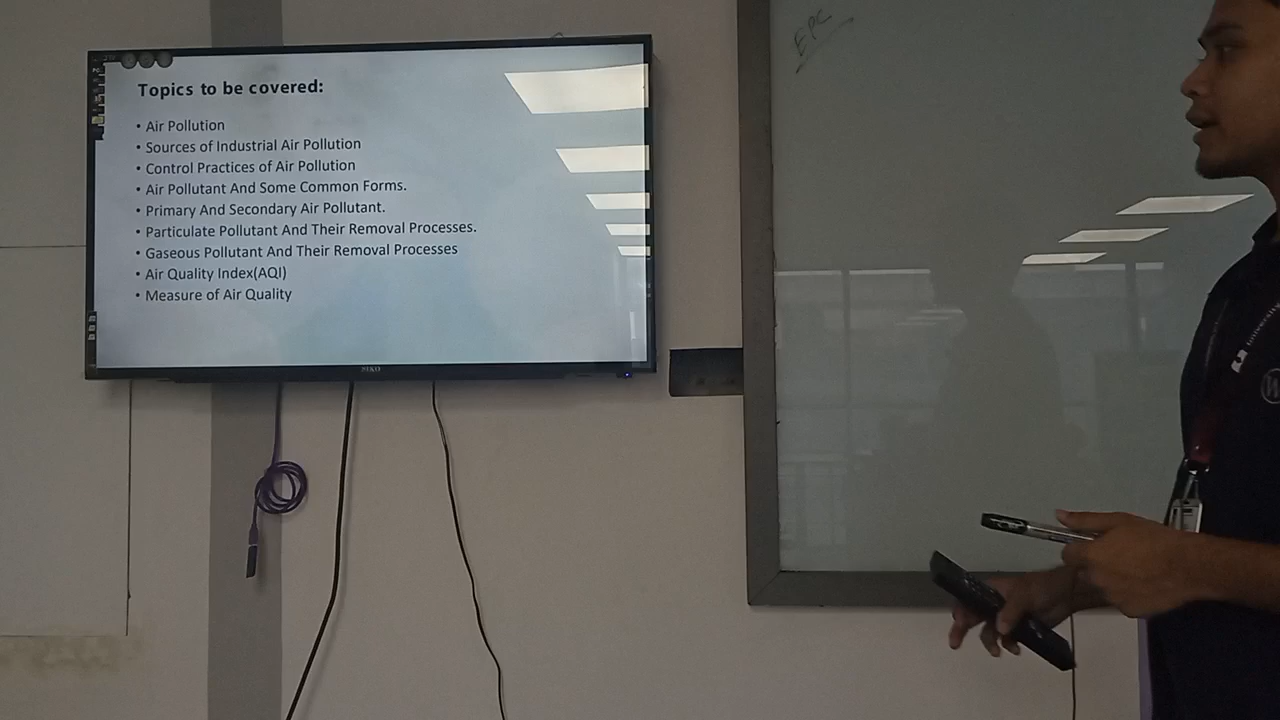 Topics to be covered:
• Air Pollution
• Sources of Industrial Air Pollution
• Control Practices of Air Pollution
• Air Pollutant And Some Common Forms.
• Primary And Secondary Air Pollutant.
• Particulate Pollutant And Their Removal Processes.
• Gaseous Pollutant And Their Removal Processes
• Air Quality Index(AQI)
• Measure of Air Quality
EPC